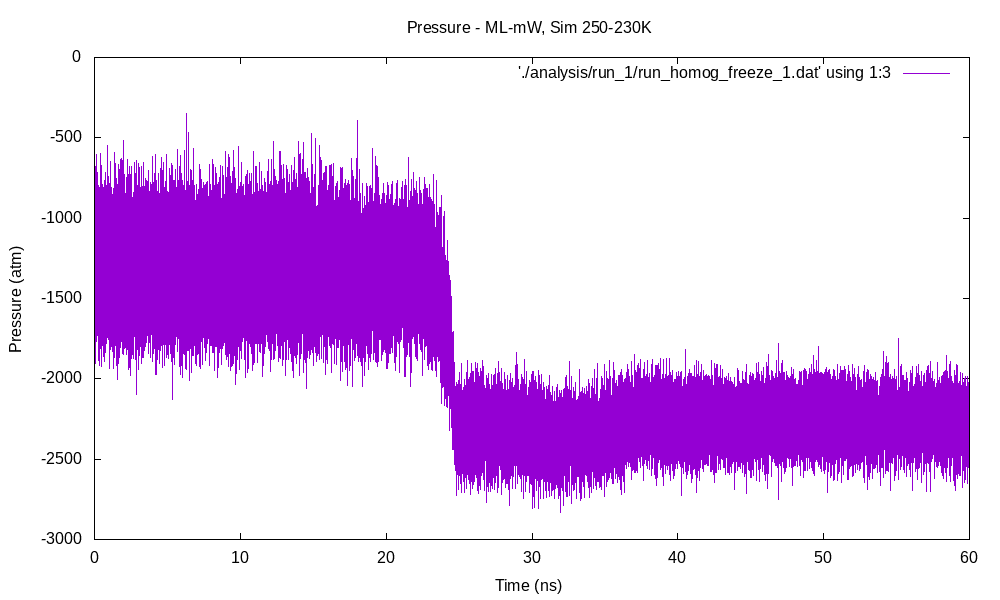 Pressure - ML-mW, Sim 250-230K
'./analysis/run_1/run_homog_freeze_1.dat' using 1:3
0
-500
-1000
-1500
-2000
-2500
-3000
Pressure (atm)
0 10 20 30 40 50 60
Time (ns)